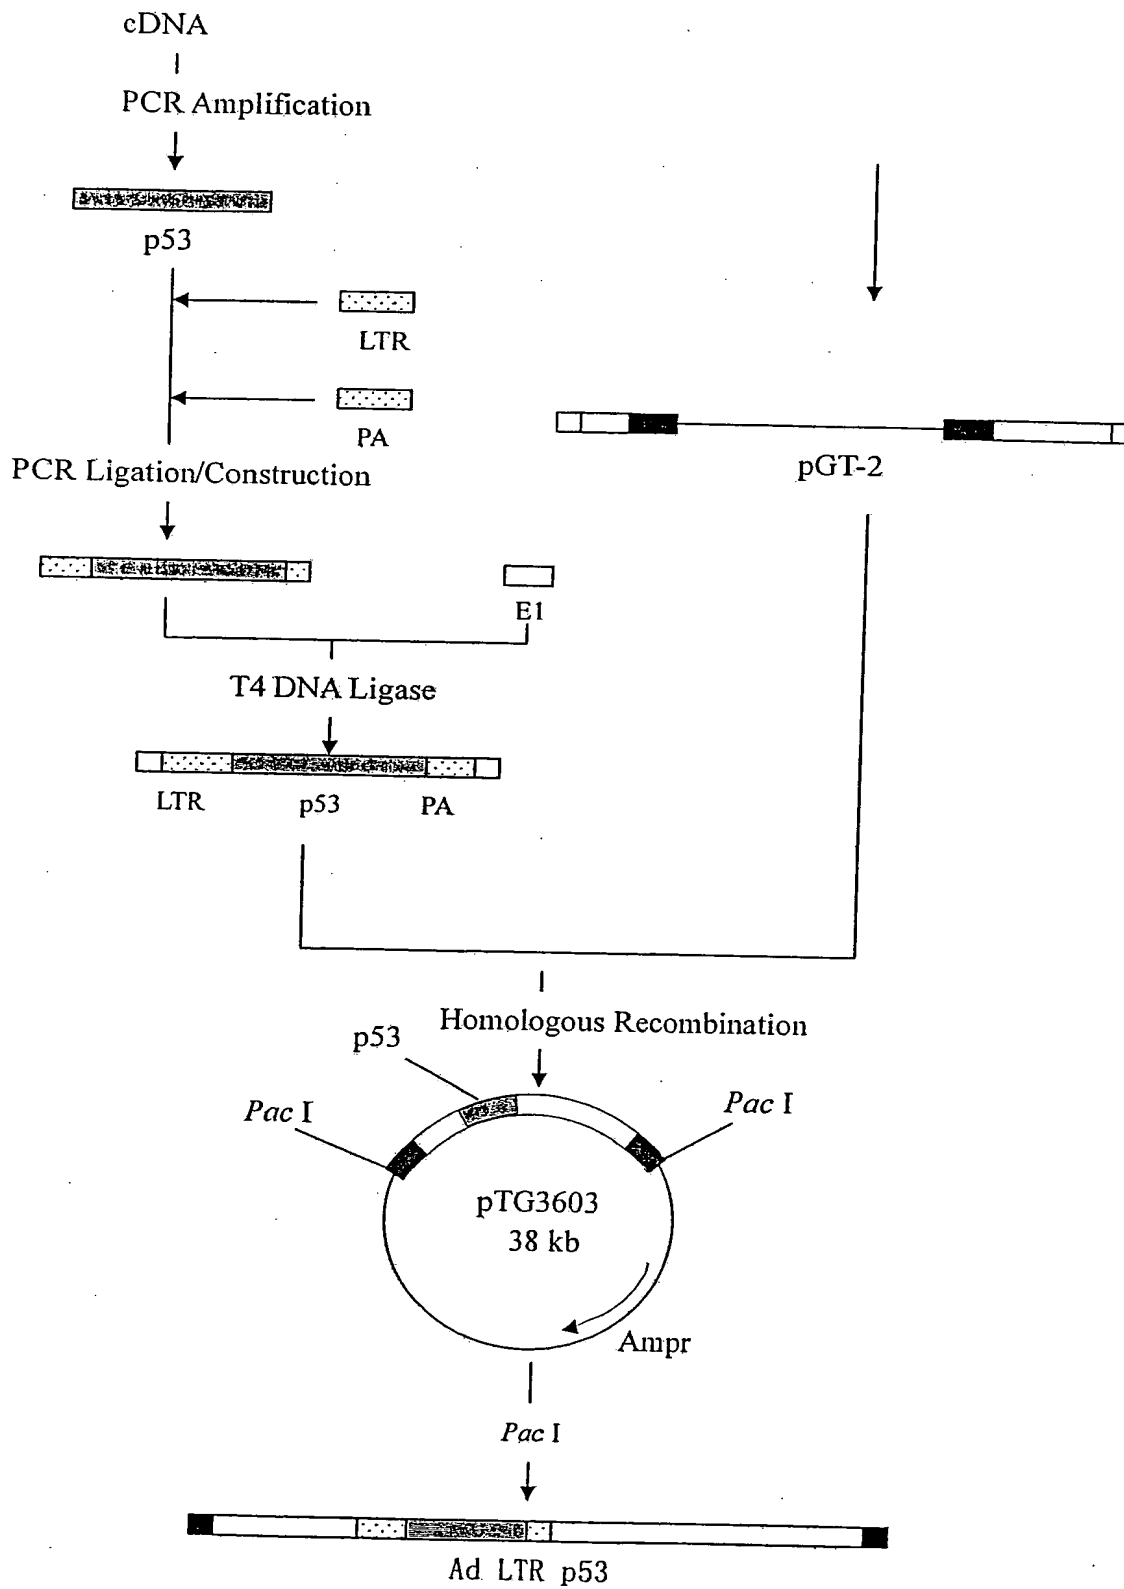 cDNA
PCR Amplification
p53
LTR
PA
pGT-2
PCR Ligation/Construction
E1
T4 DNA Ligase
LTR p53 PA
Homologous Recombination
p53
Pac I
Pac I
pTG3603
38 kb
Ampr
Pac I
Ad LTR p53